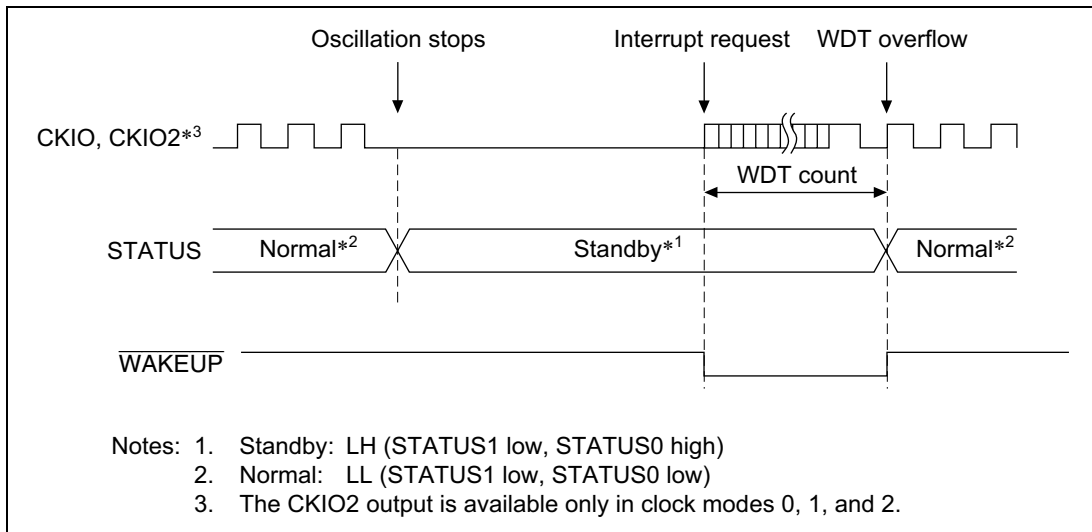 Oscillation stops Interrupt request WDT overflow
CKIO, CKIO2*3
WDT count
STATUS Normal*2 Standby*1 Normal*2
WAKEUP
Notes: 1. Standby: LH (STATUS1 low, STATUS0 high)
2. Normal: LL (STATUS1 low, STATUS0 low)
3. The CKIO2 output is available only in clock modes 0, 1, and 2.